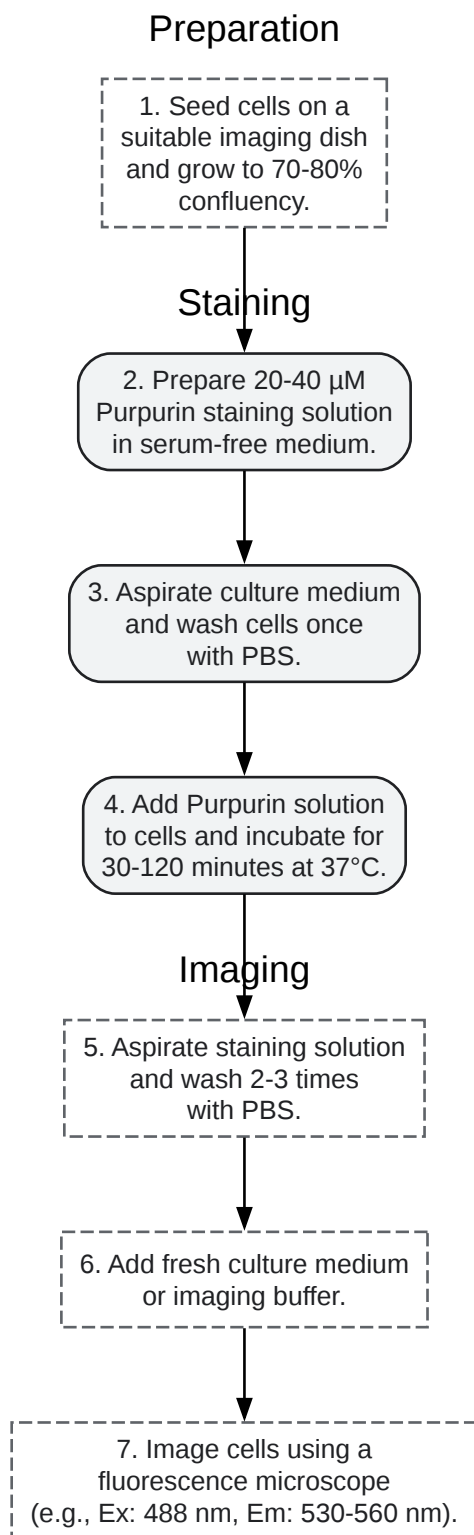 Preparation
1. Seed cells on a
suitable imaging dish
and grow to 70-80%
confluency.
Staining
2. Prepare 20-40 µM
Purpurin staining solution
in serum-free medium.
3. Aspirate culture medium
and wash cells once
with PBS.
4. Add Purpurin solution
to cells and incubate for
30-120 minutes at 37°C.
Imaging
5. Aspirate staining solution
and wash 2-3 times
with PBS.
6. Add fresh culture medium
or imaging buffer.
7. Image cells using a
fluorescence microscope
(e.g., Ex: 488 nm, Em: 530-560 nm).